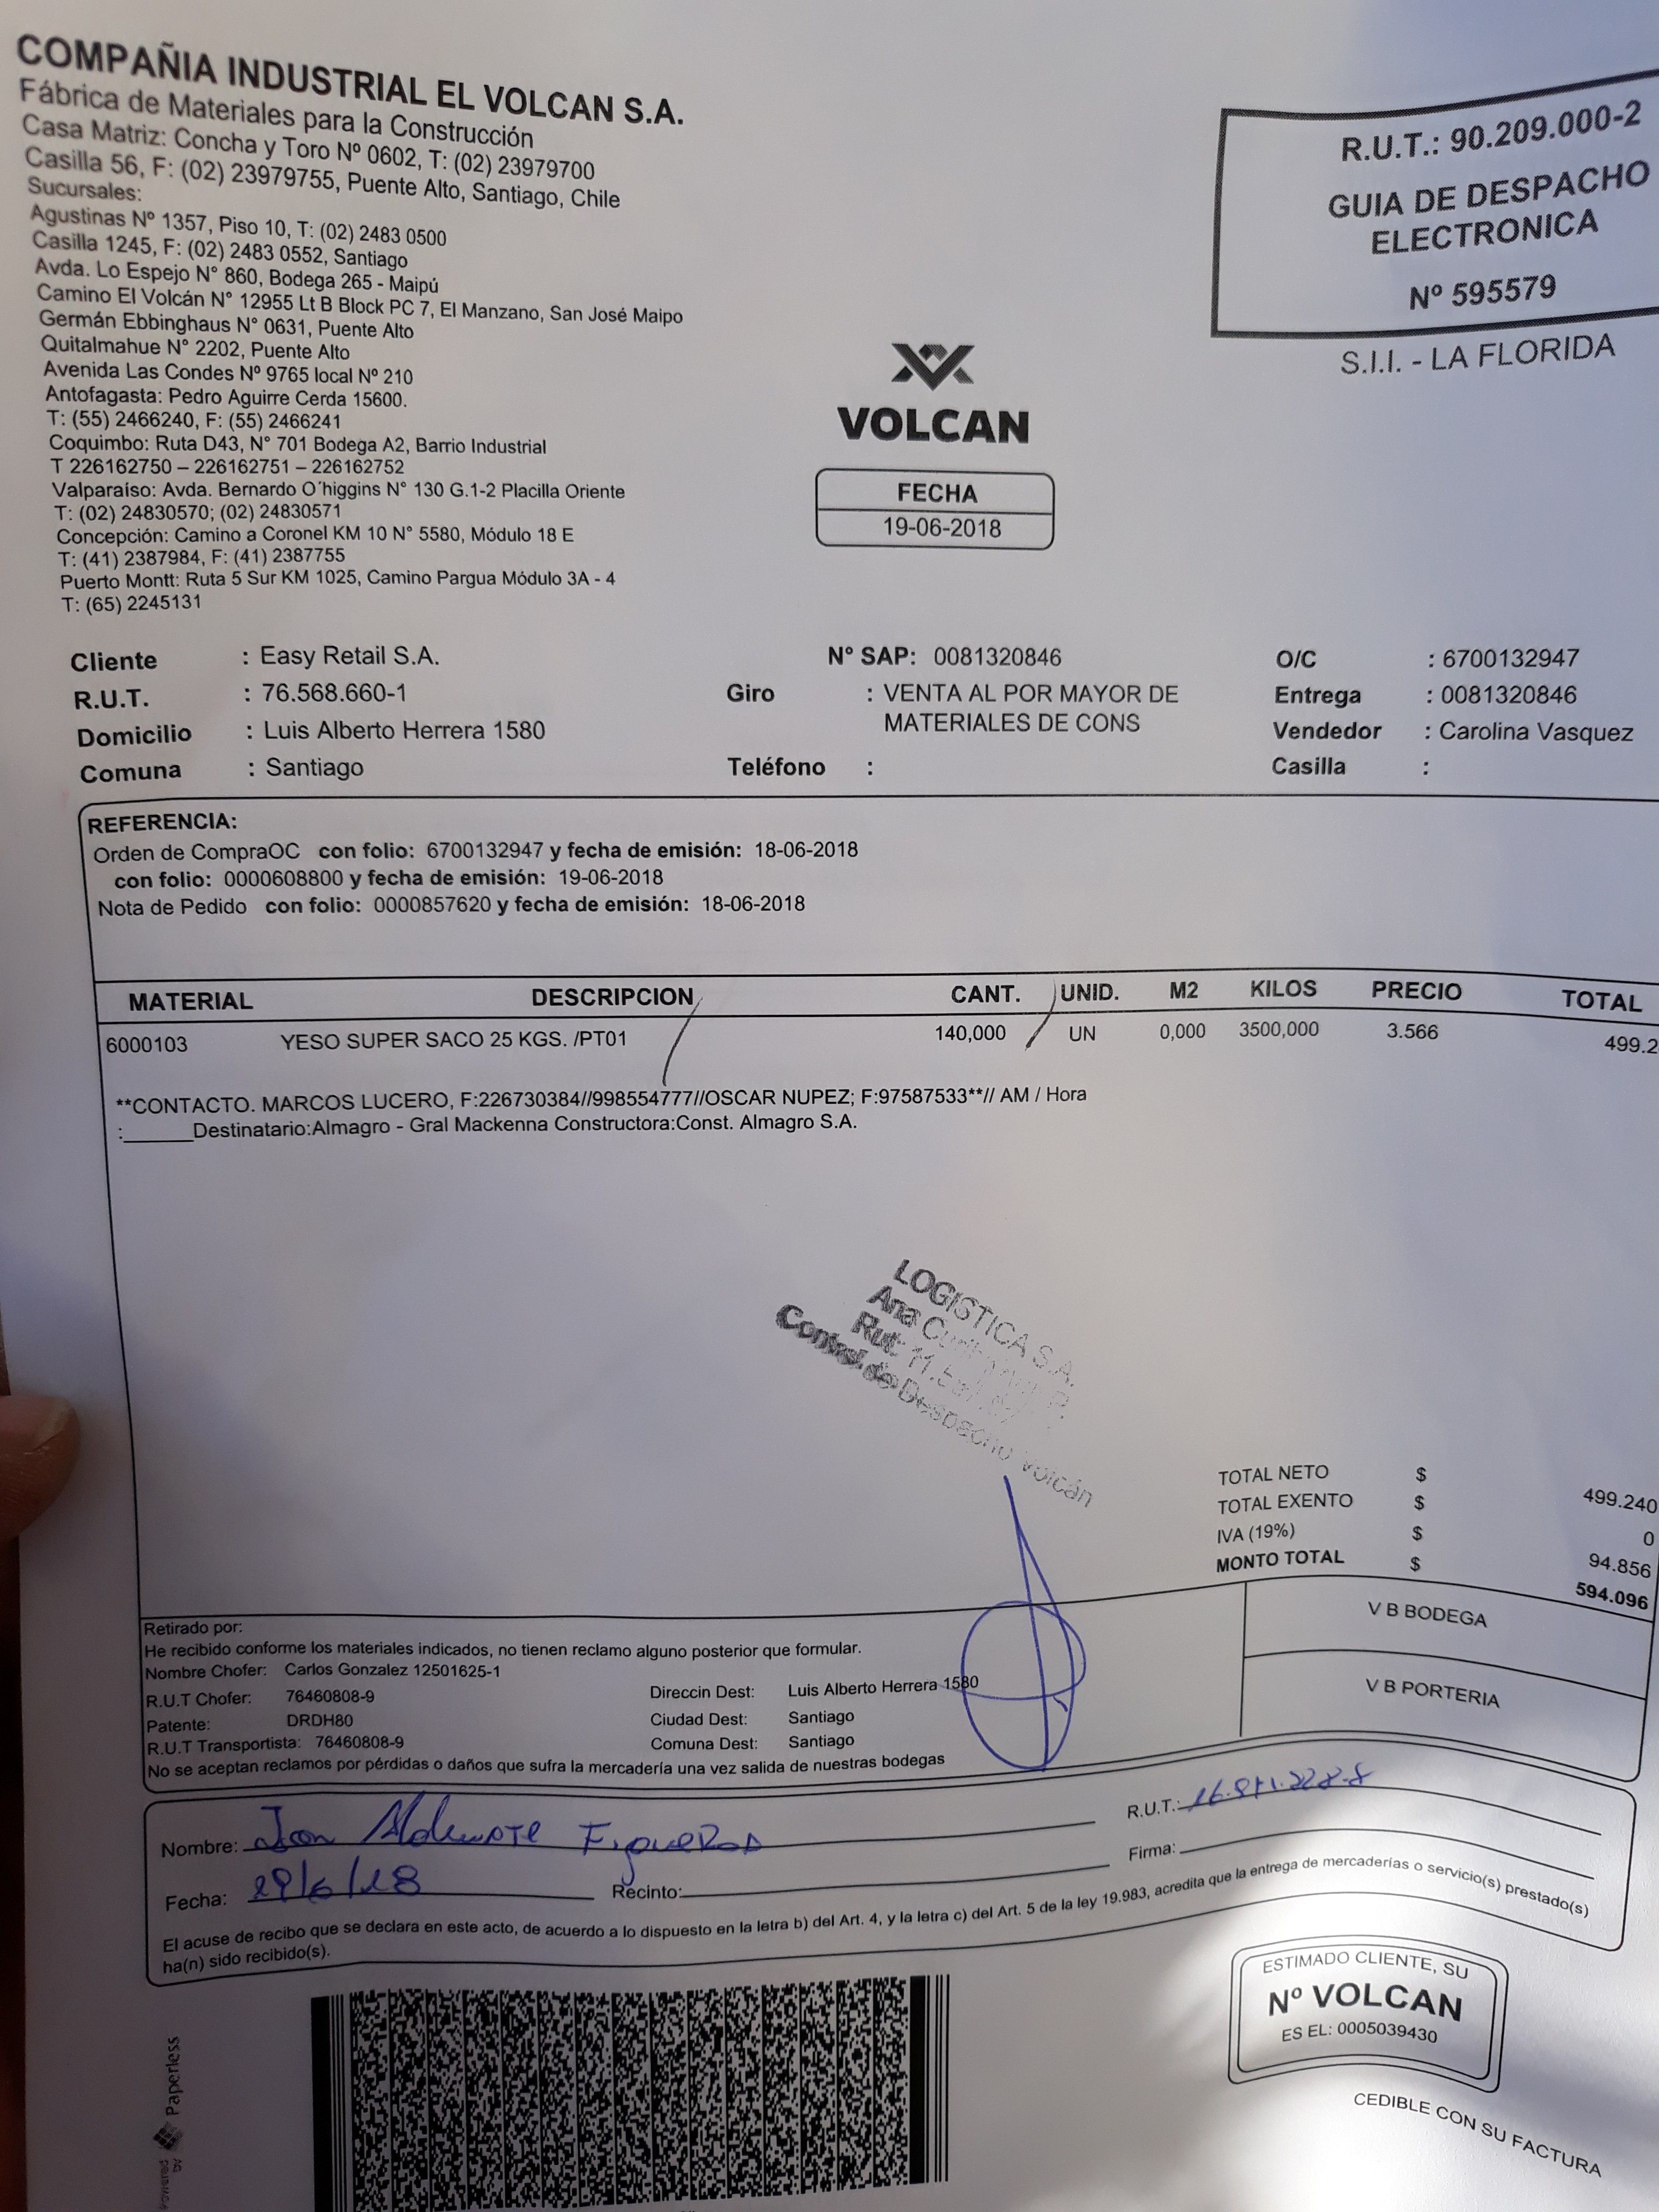 COMPAÑIA INDUSTRIAL EL VOLCAN S.A.
Fábrica de Materiales para la Construcción
Casa Matriz: Concha y Toro Nº 0602, T: (02) 23979700
Casilla 56, F: (02) 23979755, Puente Alto, Santiago, Chile
Sucursales:
Agustinas Nº 1357, Piso 10, T: (02) 2483 0500
Casilla 1245, F: (02) 2483 0552, Santiago
Avda. Lo Espejo N° 860, Bodega 265 - Maipú
Camino El Volcán N° 12955 Lt B Block PC 7, El Manzano, San José Maipo
Germán Ebbinghaus N° 0631, Puente Alto
Quitalmahue N° 2202, Puente Alto
Avenida Las Condes Nº 9765 local Nº 210
Antofagasta: Pedro Aguirre Cerda 15600.
T: (55) 2466240, F: (55) 2466241
Coquimbo: Ruta D43, N° 701 Bodega A2, Barrio Industrial
T 226162750 – 226162751 – 226162752
Valparaíso: Avda. Bernardo O´higgins N° 130 G.1-2 Placilla Oriente
T: (02) 24830570; (02) 24830571
Concepción: Camino a Coronel KM 10 N° 5580, Módulo 18 E
T: (41) 2387984, F: (41) 2387755
Puerto Montt: Ruta 5 Sur KM 1025, Camino Pargua Módulo 3A - 4
T: (65) 2245131
R.U.T.: 90.209.000-2
GUIA DE DESPACHO
ELECTRONICA
Nº 595579
S.I.I. - LA FLORIDA
VOLCAN
FECHA
19-06-2018
Cliente : Easy Retail S.A. N° SAP: 0081320846 O/C : 6700132947
R.U.T. : 76.568.660-1 Giro : VENTA AL POR MAYOR DE Entrega : 0081320846
MATERIALES DE CONS
Domicilio : Luis Alberto Herrera 1580 Vendedor : Carolina Vasquez
Comuna : Santiago Teléfono : Casilla :
REFERENCIA:
Orden de CompraOC con folio: 6700132947 y fecha de emisión: 18-06-2018
con folio: 0000608800 y fecha de emisión: 19-06-2018
Nota de Pedido con folio: 0000857620 y fecha de emisión: 18-06-2018
MATERIAL DESCRIPCION CANT. UNID. M2 KILOS PRECIO TOTAL
6000103 YESO SUPER SACO 25 KGS. /PT01 140,000 UN 0,000 3500,000 3.566 499.2
**CONTACTO. MARCOS LUCERO, F:226730384//998554777//OSCAR NUPEZ; F:97587533**// AM / Hora
:______Destinatario:Almagro - Gral Mackenna Constructora:Const. Almagro S.A.
LOGISTICA S.A.
Ana
Rut: 11.5
Control de Despacho Volcán
TOTAL NETO $ 499.240
TOTAL EXENTO $ 0
IVA (19%) $ 94.856
MONTO TOTAL $ 594.096
V B BODEGA
V B PORTERIA
Retirado por:
He recibido conforme los materiales indicados, no tienen reclamo alguno posterior que formular.
Nombre Chofer: Carlos Gonzalez 12501625-1
R.U.T Chofer: 76460808-9 Direccin Dest: Luis Alberto Herrera 1580
Patente: DRDH80 Ciudad Dest: Santiago
R.U.T Transportista: 76460808-9 Comuna Dest: Santiago
No se aceptan reclamos por pérdidas o daños que sufra la mercadería una vez salida de nuestras bodegas
Nombre: Figueroa R.U.T.:
Fecha: Recinto: Firma:
El acuse de recibo que se declara en este acto, de acuerdo a lo dispuesto en la letra b) del Art. 4, y la letra c) del Art. 5 de la ley 19.983, acredita que la entrega de mercaderías o servicio(s) prestado(s)
ha(n) sido recibido(s).
ESTIMADO CLIENTE, SU
Nº VOLCAN
ES EL: 0005039430
CEDIBLE CON SU FACTURA
Paperless